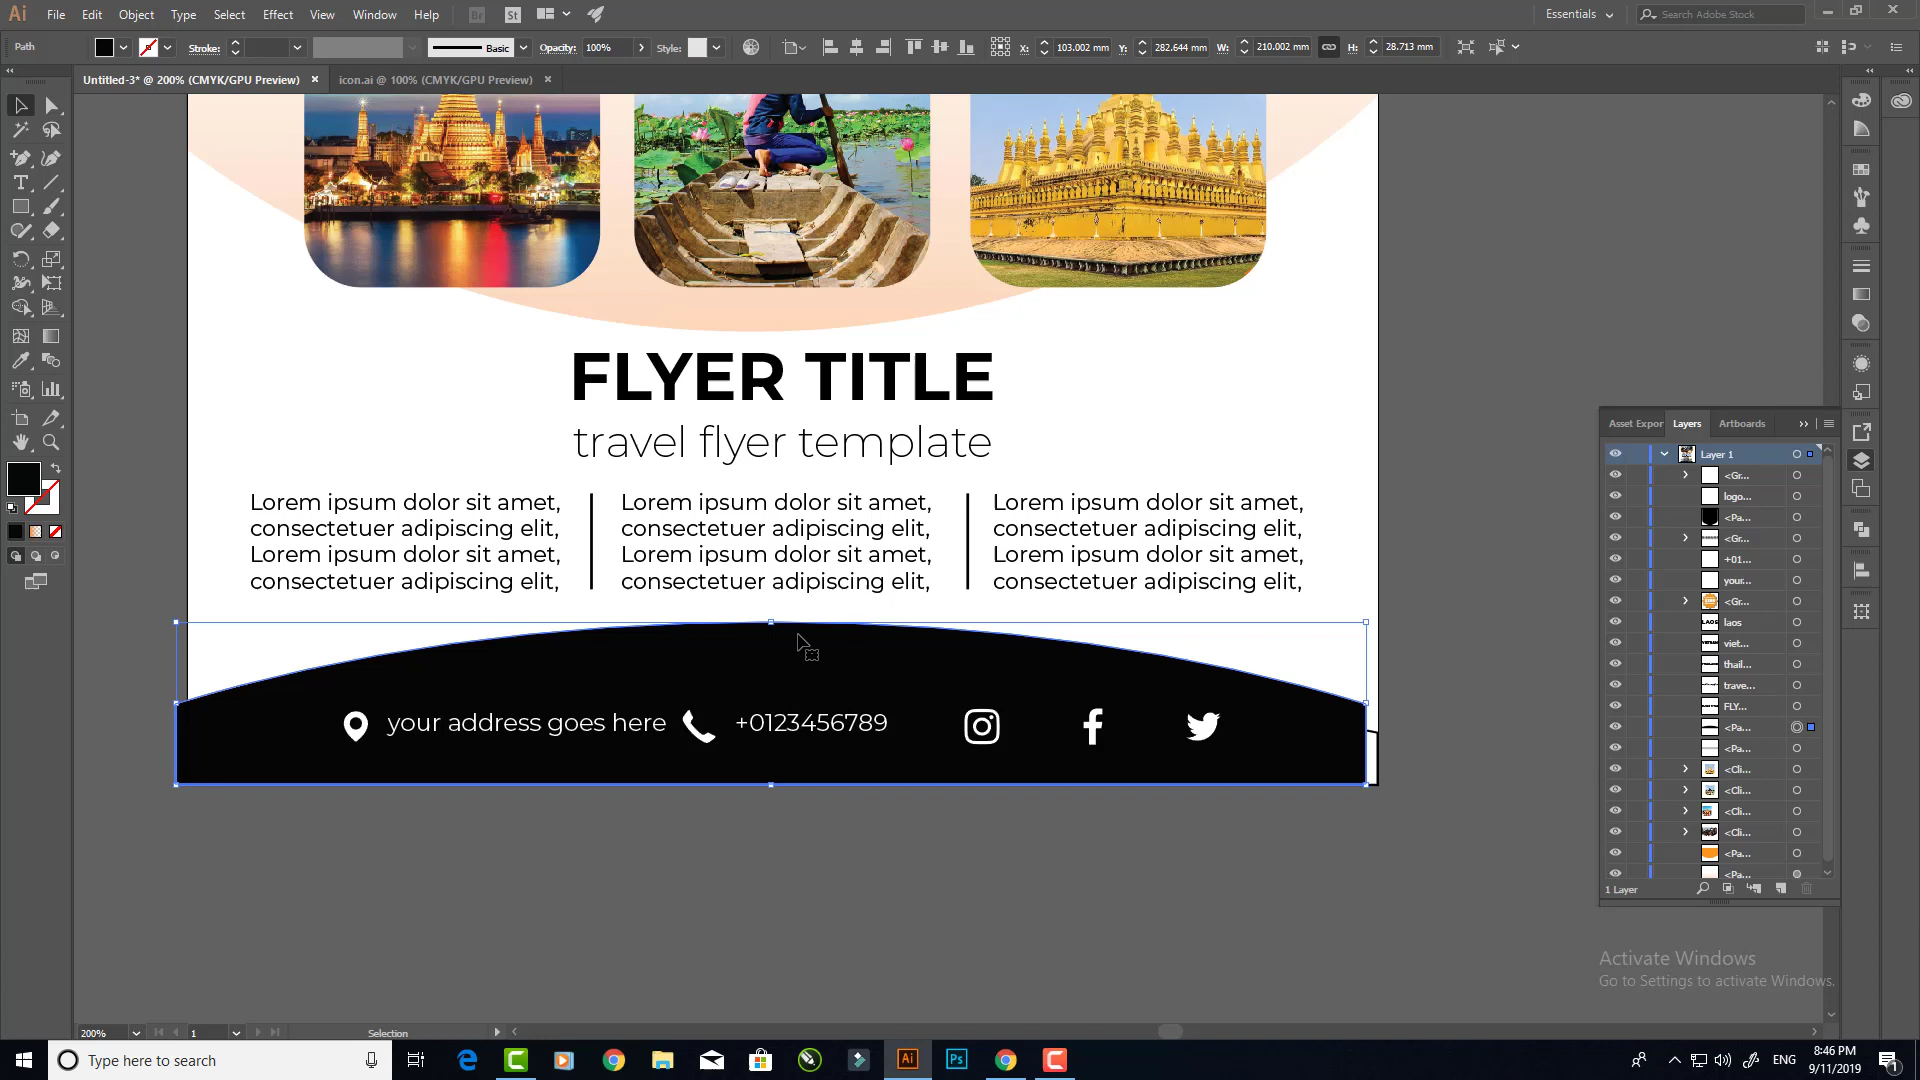 Ai File Edit Object Type Select Effect View Window Help Br St Essentials Search Adobe Stock
Path Stroke: Basic Opacity: 100% Style: X: 103.002 mm Y: 282.644 mm W: 210.002 mm H: 28.713 mm
Untitled-3* @ 200% (CMYK/GPU Preview) × icon.ai @ 100% (CMYK/GPU Preview) ×
FLYER TITLE
travel flyer template
Lorem ipsum dolor sit amet,
consectetuer adipiscing elit,
Lorem ipsum dolor sit amet,
consectetuer adipiscing elit,
Lorem ipsum dolor sit amet,
consectetuer adipiscing elit,
Lorem ipsum dolor sit amet,
consectetuer adipiscing elit,
Lorem ipsum dolor sit amet,
consectetuer adipiscing elit,
Lorem ipsum dolor sit amet,
consectetuer adipiscing elit,
your address goes here +0123456789
Asset Expor Layers Artboards
Layer 1
<Gr...
logo...
<Pa...
<Gr...
+01...
your...
<Gr...
LAOS laos
viet...
thail...
trave...
FLY...
<Pa...
<Pa...
<Cli...
<Cli...
<Cli...
<Cli...
<Pa...
<Pa...
1 Layer
Activate Windows
Go to Settings to activate Windows.
200% 1 Selection
Type here to search
Ai Ps
ENG
8:46 PM
9/11/2019
1